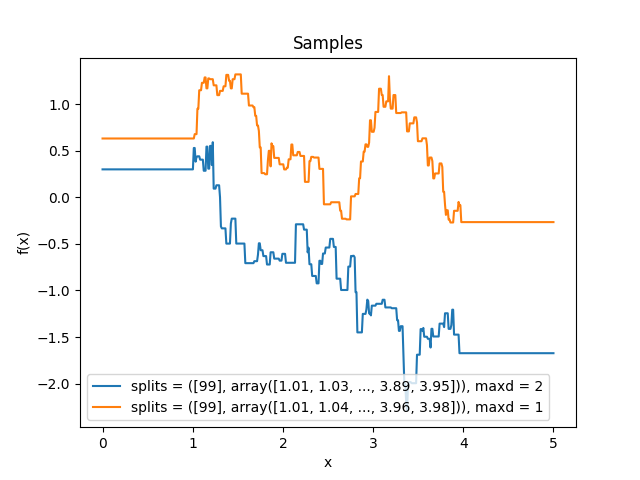 Samples
f(x)
1.0
0.5
0.0
−0.5
−1.0
−1.5
−2.0
splits = ([99], array([1.01, 1.03, ..., 3.89, 3.95])), maxd = 2
splits = ([99], array([1.01, 1.04, ..., 3.96, 3.98])), maxd = 1
0 1 2 3 4 5
x